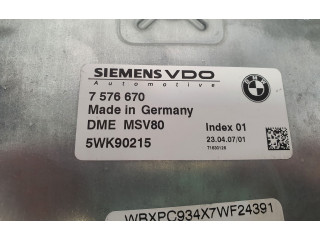 SIEMENS VDO
Automotive
BMW
7 576 670
Made in Germany
DME MSV80
Index 01
5WK90215
23.04.07/01
WBXPC934X7WF24391